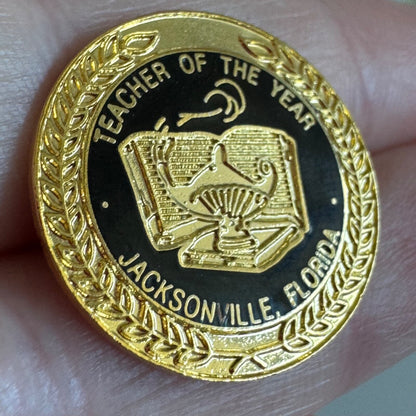 TEACHER OF THE YEAR
JACKSONVILLE, FLORIDA